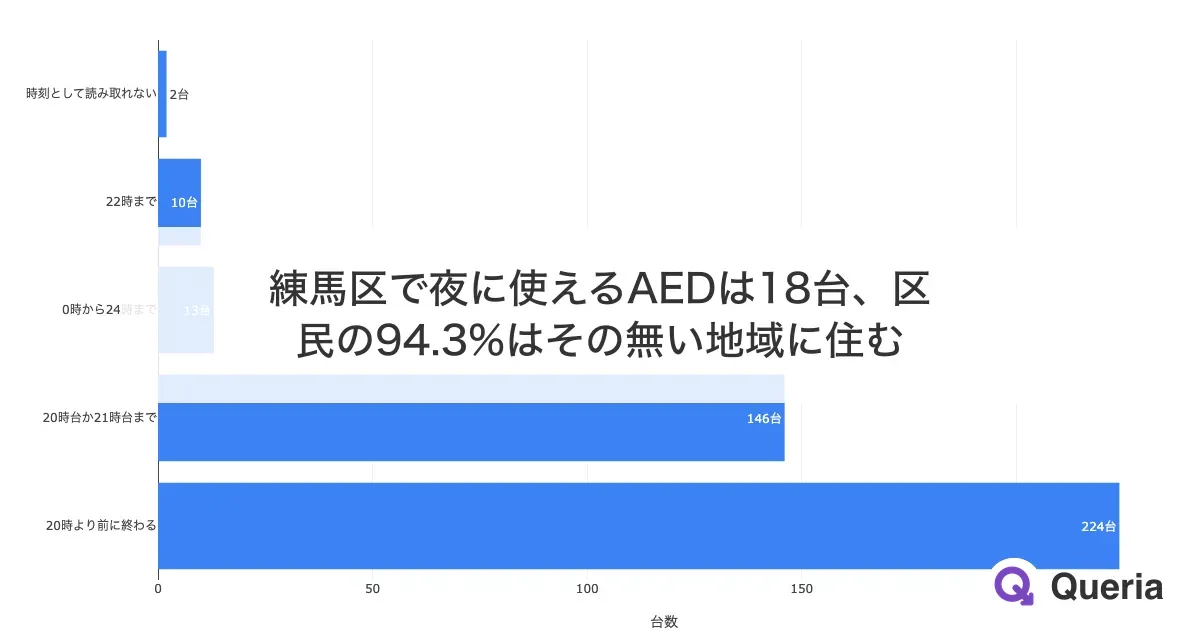 時刻として読み取れない 2台
22時まで 10台
0時から24時まで 13台
練馬区で夜に使えるAEDは18台、区
民の94.3%はその無い地域に住む
20時台か21時台まで 146台
20時より前に終わる 224台
0 50 100 150
台数
Queria